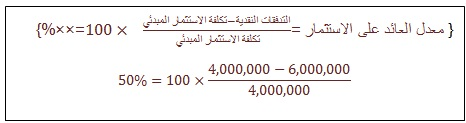 { معدل العائد على الاستثمار = التدفقات النقدية−تكلفة الاستثمار المبدئي / تكلفة الاستثمار المبدئي × 100=××%}
50% = 100 × 4,000,000 − 6,000,000 / 4,000,000